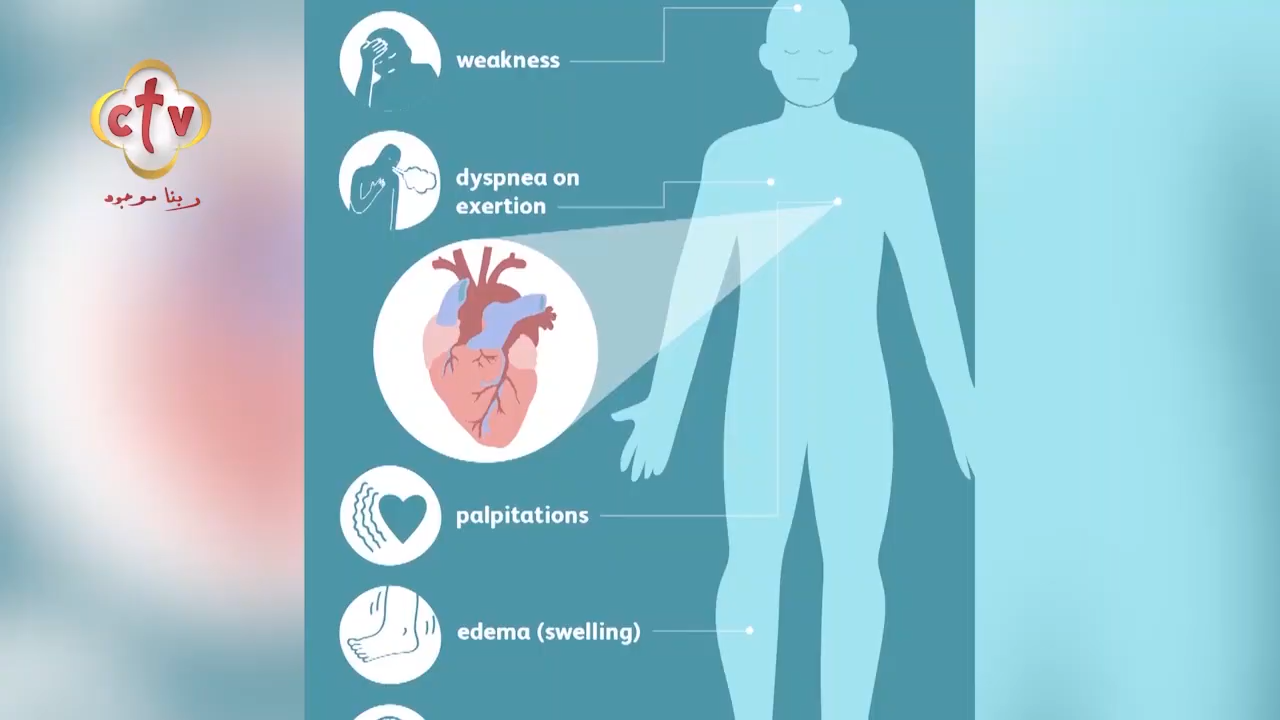 ctv
ربنا موجود
weakness
dyspnea on
exertion
palpitations
edema (swelling)